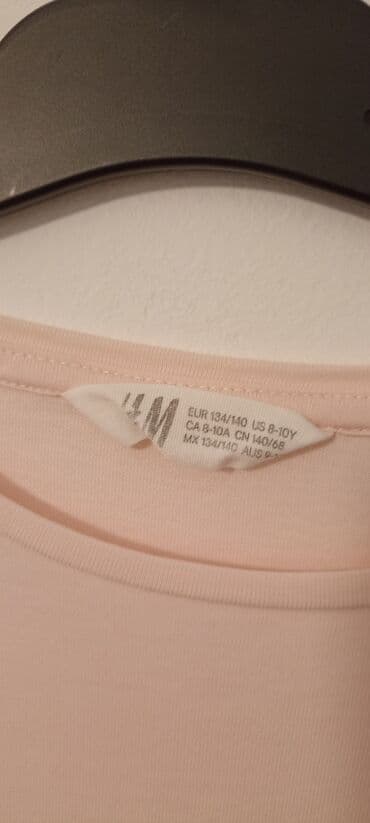 H&M
EUR 134/140 US 8-10Y
CA 8-10A CN 140/68
MX 134/140 AUS